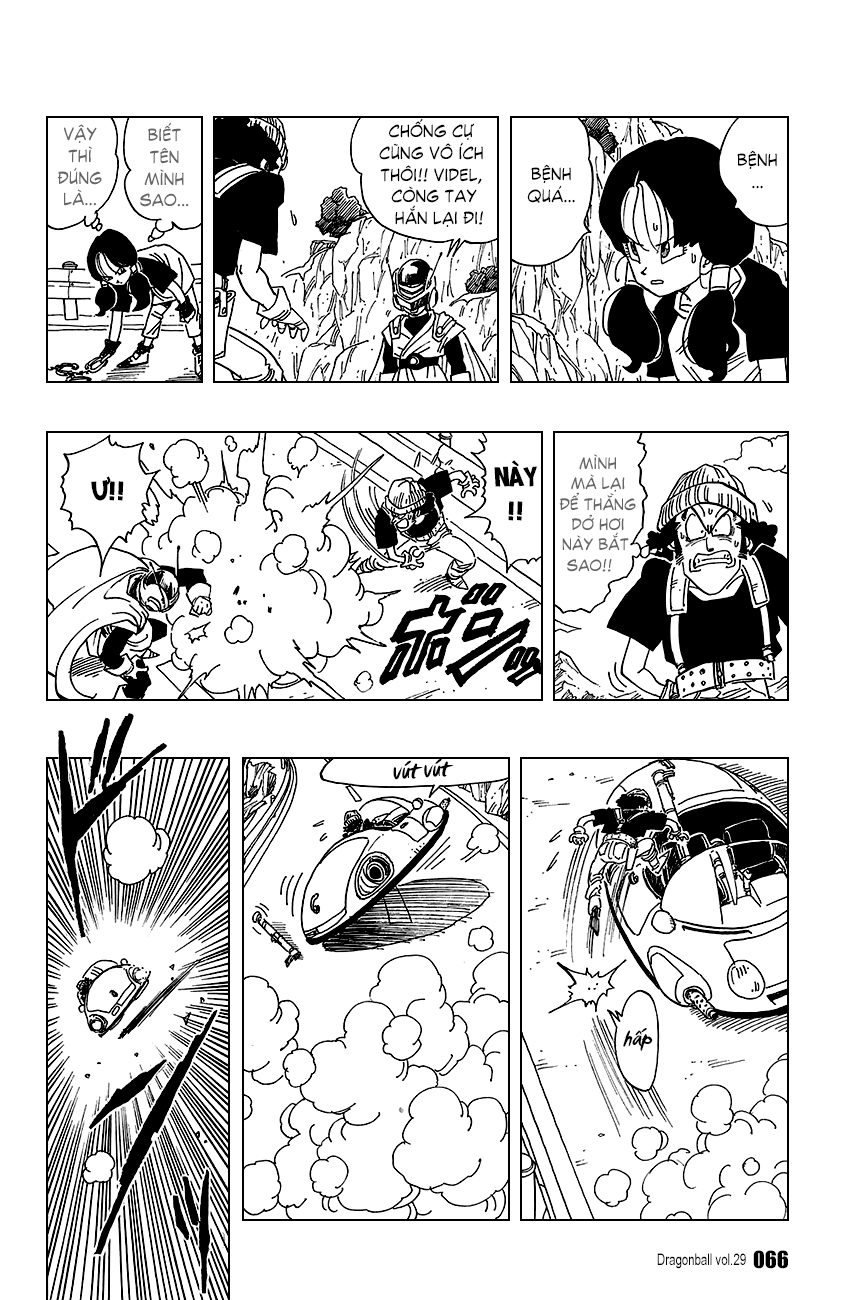 BỆNH
...
BỆNH
QUÁ...
CHỐNG CỰ
CŨNG VÔ ÍCH
THÔI!! VIDEL,
CÒNG TAY
HẮN LẠI ĐI!
BIẾT
TÊN
MÌNH
SAO...
VẬY
THÌ
ĐÚNG
LÀ...
MÌNH
MÀ LẠI
ĐỂ THẰNG
DỞ HƠI
NÀY BẮT
SAO!!
NÀY
!!
Ư!!
hấp
vút vút
Dragonball vol.29 066